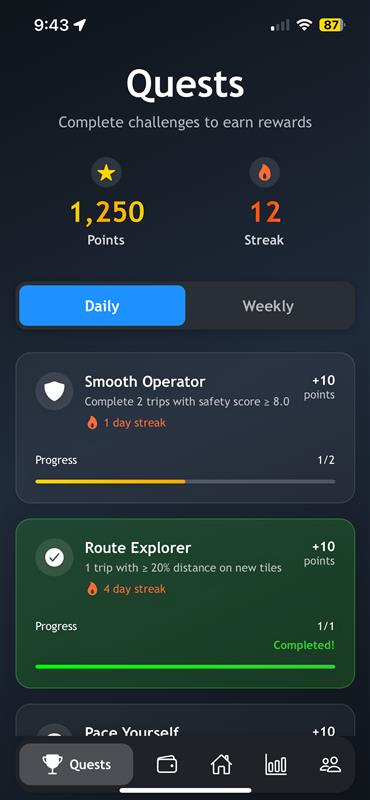 9:43
87
Quests
Complete challenges to earn rewards
1,250
12
Points
Streak
Daily
Weekly
Smooth Operator
+10
Complete 2 trips with safety score ≥ 8.0
points
1 day streak
Progress
1/2
Route Explorer
+10
1 trip with ≥ 20% distance on new tiles
points
4 day streak
Progress
1/1
Completed!
Pace Yourself
+10
Quests